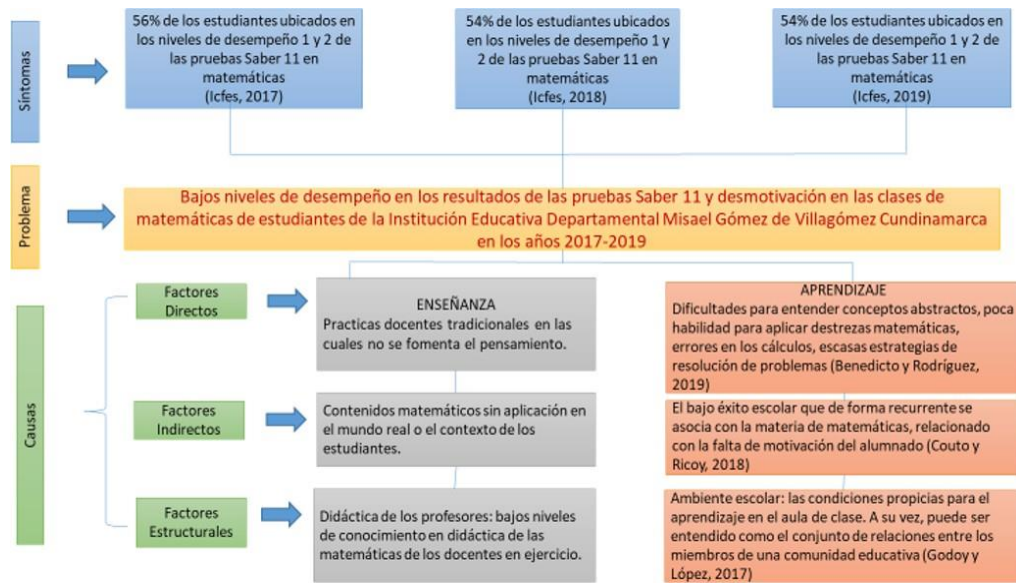 Síntomas
56% de los estudiantes ubicados en
los niveles de desempeño 1 y 2 de
las pruebas Saber 11 en
matemáticas
(Icfes, 2017)
54% de los estudiantes ubicados
en los niveles de desempeño 1 y
2 de las pruebas Saber 11 en
matemáticas
(Icfes, 2018)
54% de los estudiantes ubicados en
los niveles de desempeño 1 y 2 de
las pruebas Saber 11 en
matemáticas
(Icfes, 2019)
Problema
Bajos niveles de desempeño en los resultados de las pruebas Saber 11 y desmotivación en las clases de
matemáticas de estudiantes de la Institución Educativa Departamental Misael Gómez de Villagómez Cundinamarca
en los años 2017-2019
Causas
Factores
Directos
ENSEÑANZA
Practicas docentes tradicionales en las
cuales no se fomenta el pensamiento.
APRENDIZAJE
Dificultades para entender conceptos abstractos, poca
habilidad para aplicar destrezas matemáticas,
errores en los cálculos, escasas estrategias de
resolución de problemas (Benedicto y Rodríguez,
2019)
Factores
Indirectos
Contenidos matemáticos sin aplicación en
el mundo real o el contexto de los
estudiantes.
El bajo éxito escolar que de forma recurrente se
asocia con la materia de matemáticas, relacionado
con la falta de motivación del alumnado (Couto y
Ricoy, 2018)
Factores
Estructurales
Didáctica de los profesores: bajos niveles
de conocimiento en didáctica de las
matemáticas de los docentes en ejercicio.
Ambiente escolar: las condiciones propicias para el
aprendizaje en el aula de clase. A su vez, puede ser
entendido como el conjunto de relaciones entre los
miembros de una comunidad educativa (Godoy y
López, 2017)